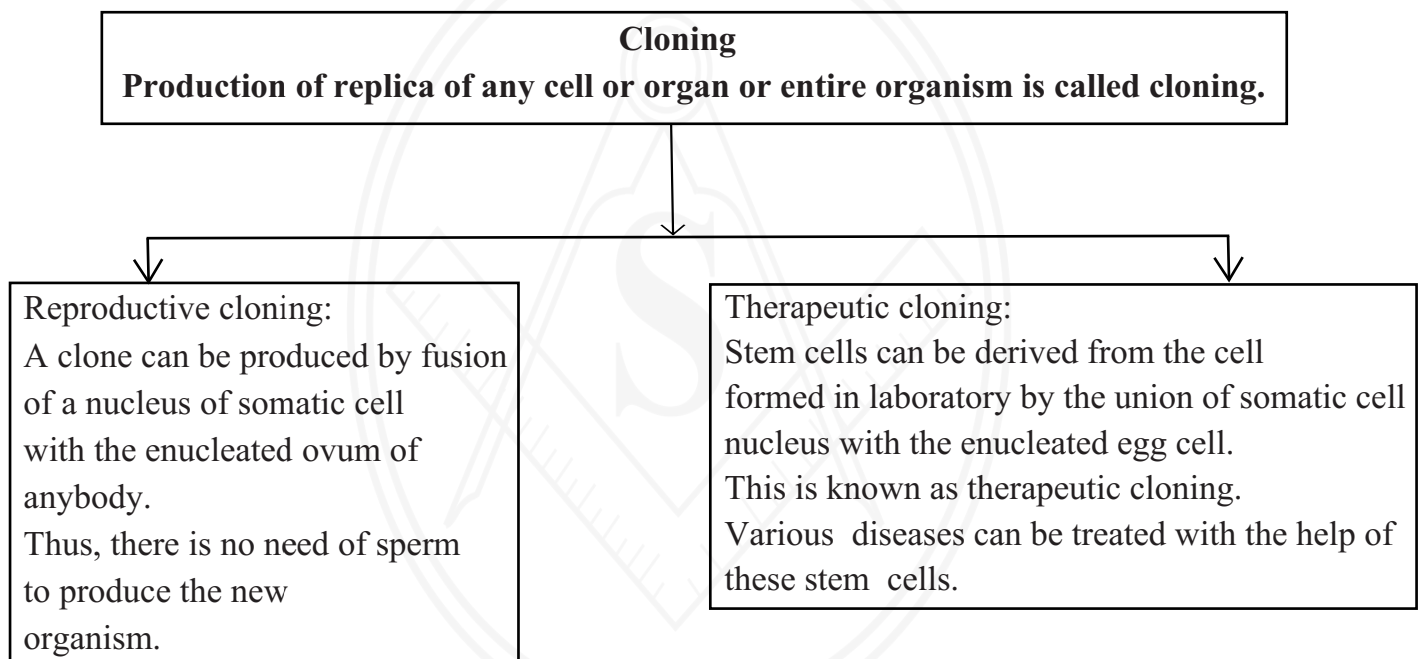 Cloning
Production of replica of any cell or organ or entire organism is called cloning.
Reproductive cloning:
A clone can be produced by fusion
of a nucleus of somatic cell
with the enucleated ovum of
anybody.
Thus, there is no need of sperm
to produce the new
organism.
Therapeutic cloning:
Stem cells can be derived from the cell
formed in laboratory by the union of somatic cell
nucleus with the enucleated egg cell.
This is known as therapeutic cloning.
Various diseases can be treated with the help of
these stem cells.
S